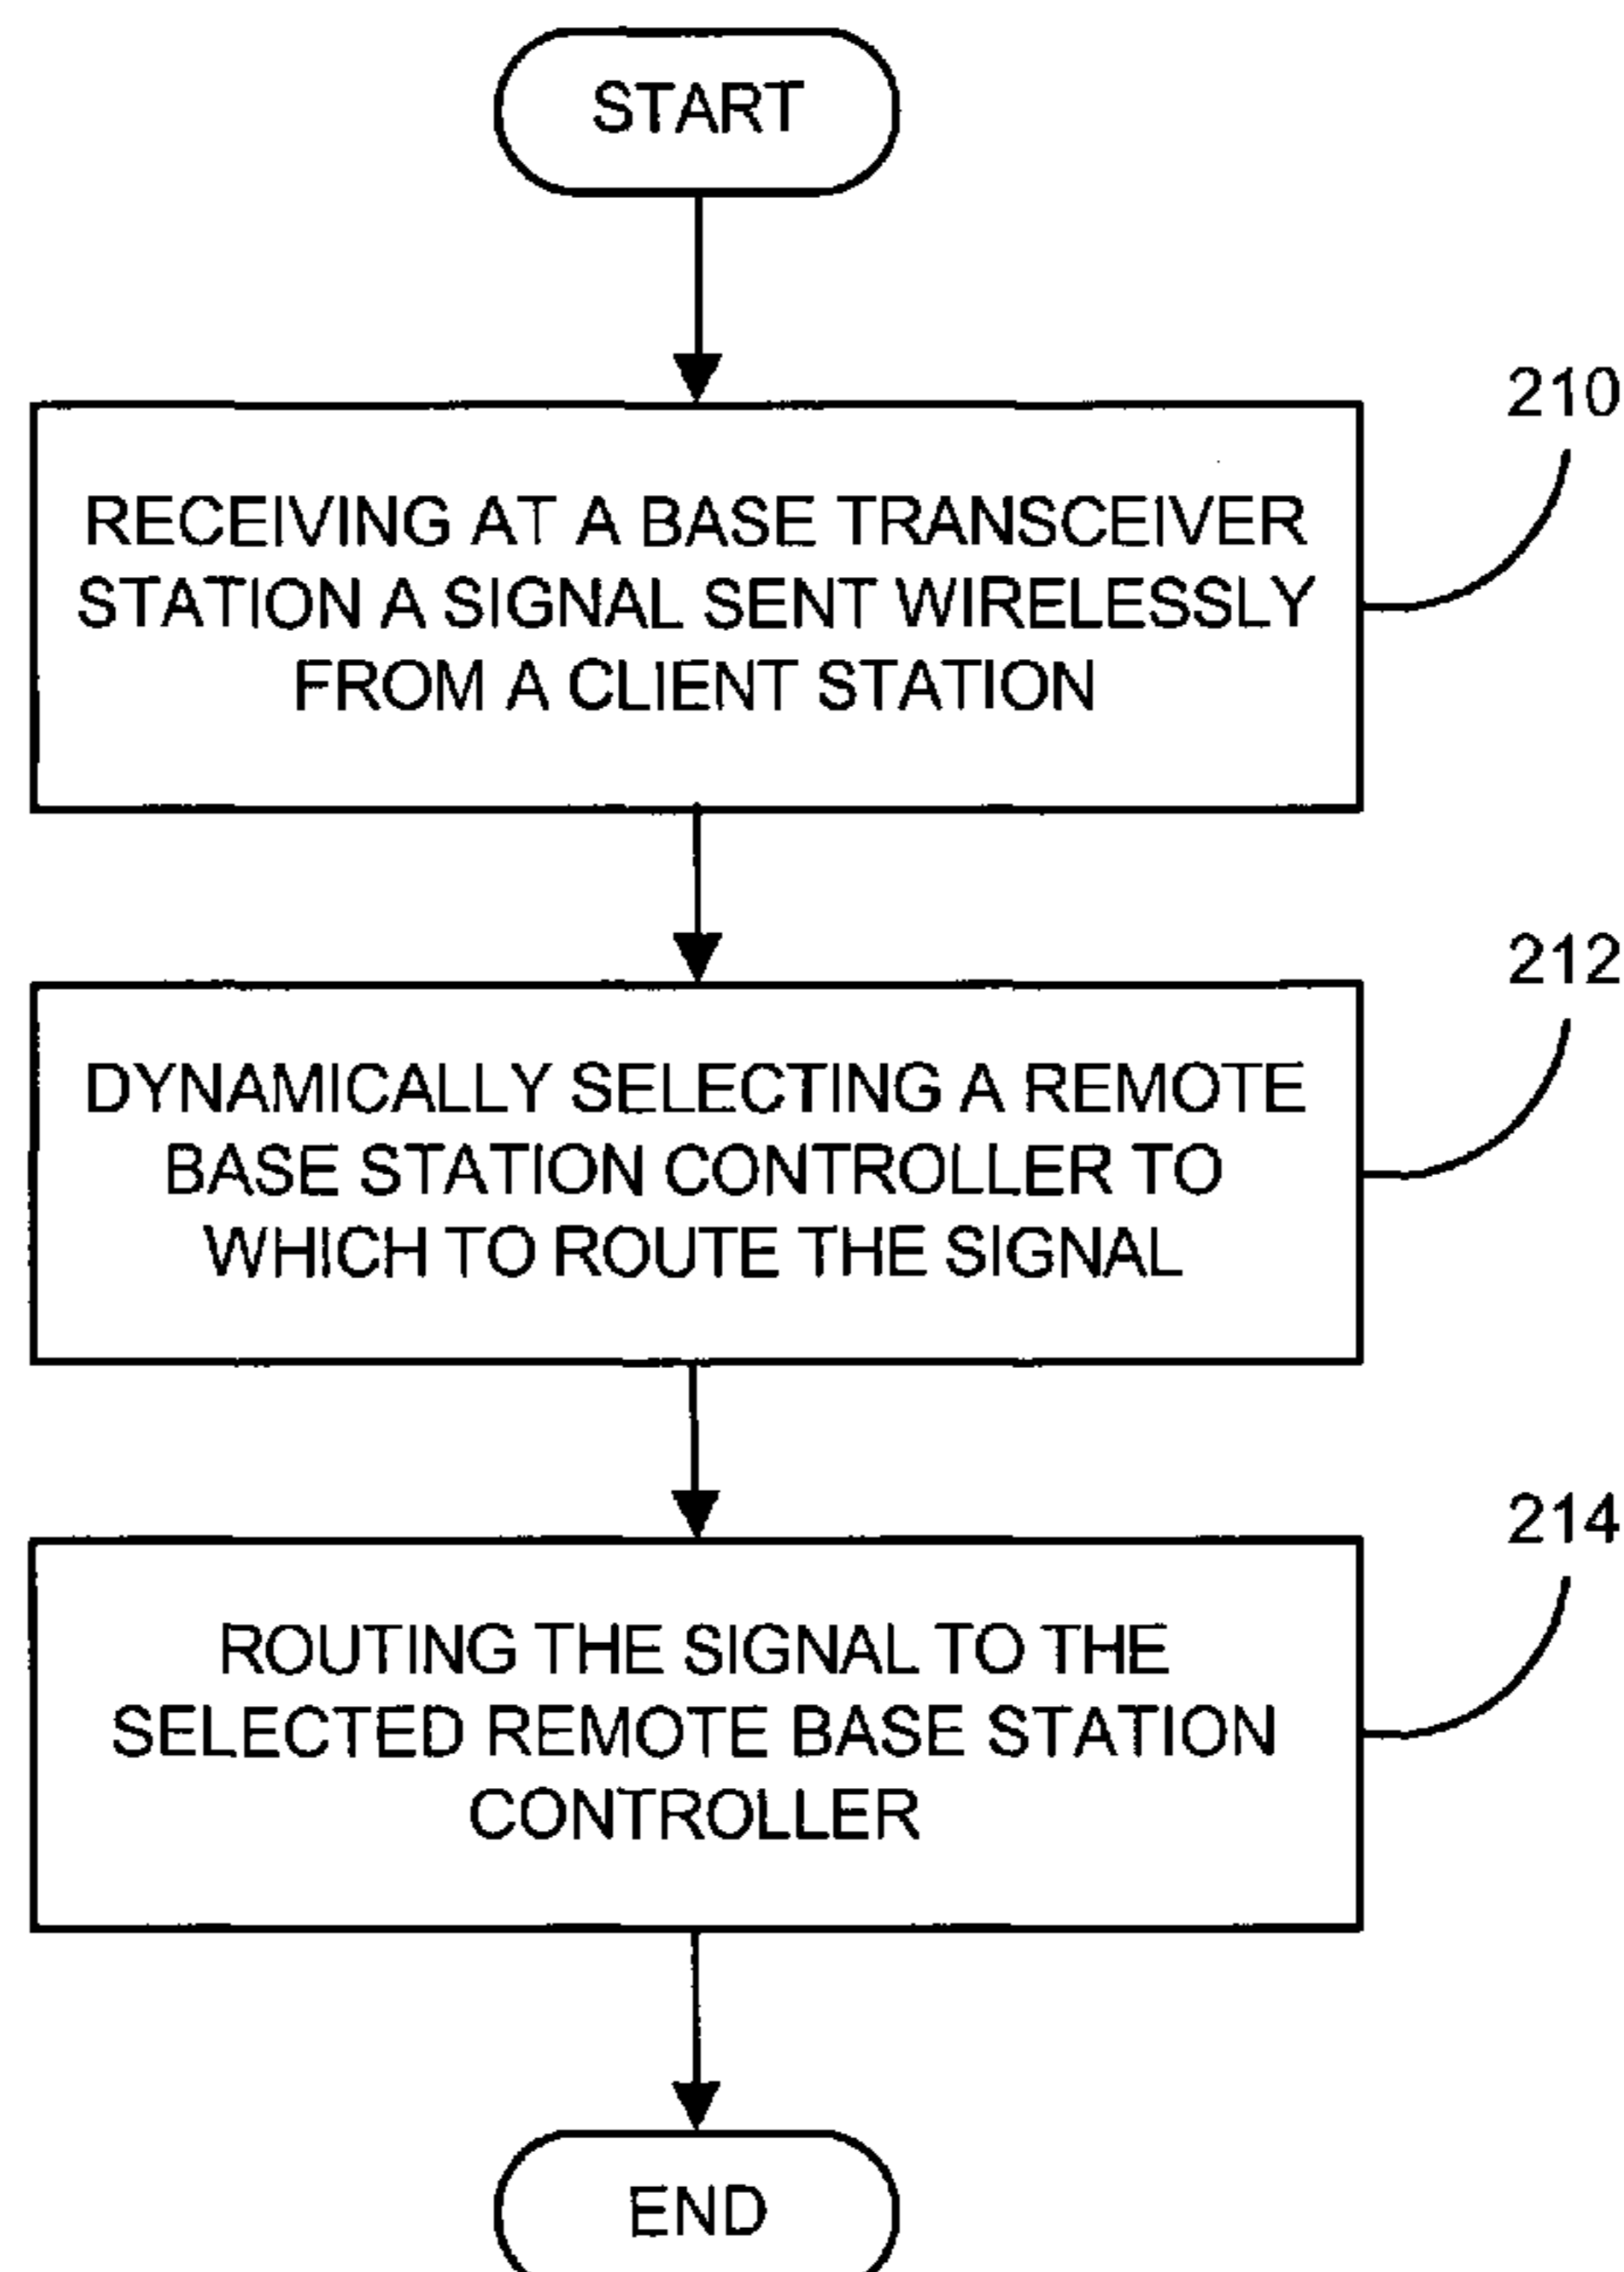 START
210
RECEIVING AT A BASE TRANSCEIVER
STATION A SIGNAL SENT WIRELESSLY
FROM A CLIENT STATION
212
DYNAMICALLY SELECTING A REMOTE
BASE STATION CONTROLLER TO
WHICH TO ROUTE THE SIGNAL
214
ROUTING THE SIGNAL TO THE
SELECTED REMOTE BASE STATION
CONTROLLER
END